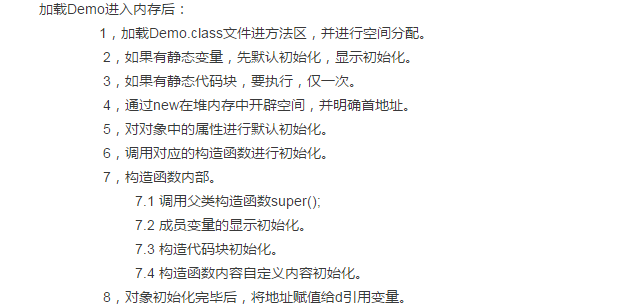 加载Demo进入内存后：
1，加载Demo.class文件进方法区，并进行空间分配。
2，如果有静态变量，先默认初始化，显示初始化。
3，如果有静态代码块，要执行，仅一次。
4，通过new在堆内存中开辟空间，并明确首地址。
5，对对象中的属性进行默认初始化。
6，调用对应的构造函数进行初始化。
7，构造函数内部。
7.1 调用父类构造函数super();
7.2 成员变量的显示初始化。
7.3 构造代码块初始化。
7.4 构造函数内容自定义内容初始化。
8，对象初始化完毕后，将地址赋值给d引用变量。